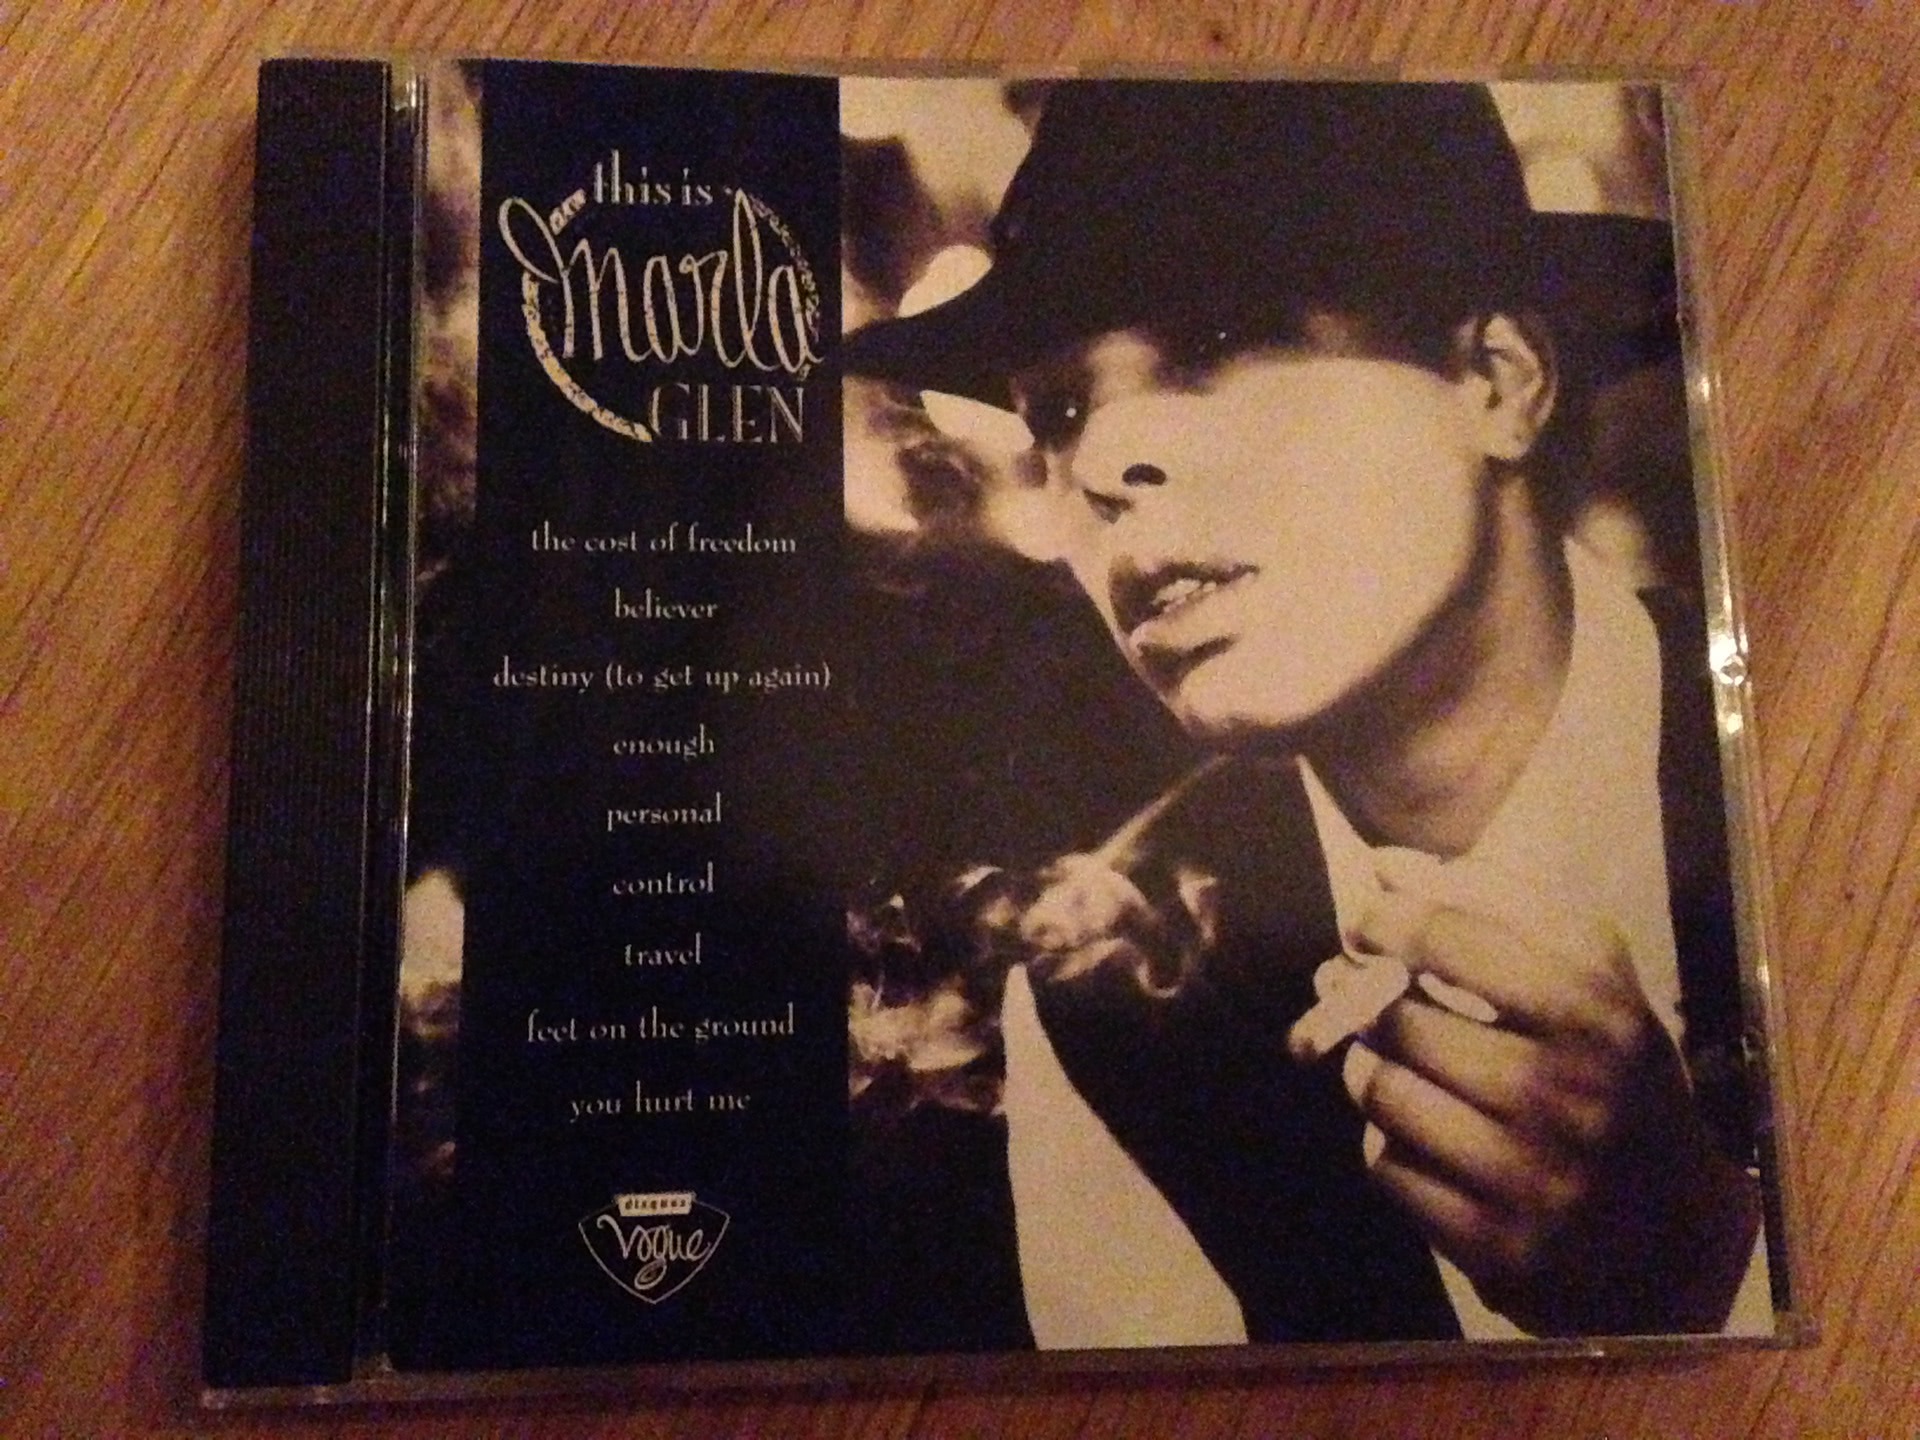 this is
marla
GLEN
the cost of freedom
believer
destiny (to get up again)
enough
personal
control
travel
feet on the ground
you hurt me
disques
Vogue